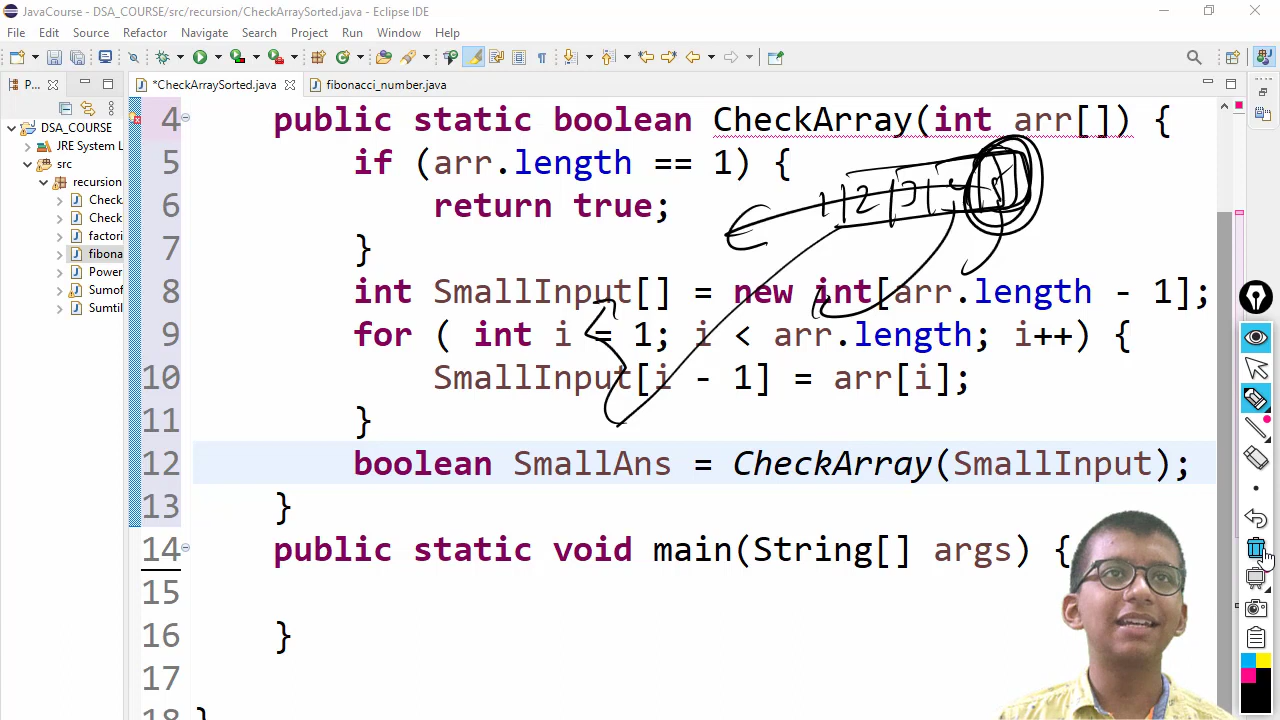 JavaCourse - DSA_COURSE/src/recursion/CheckArraySorted.java - Eclipse IDE
File Edit Source Refactor Navigate Search Project Run Window Help
P... *CheckArraySorted.java fibonacci_number.java
DSA_COURSE
JRE System L
src
recursion
Check
Check
factori
fibona
Power
Sumof
Sumtil
4 public static boolean CheckArray(int arr[]) {
5 if (arr.length == 1) {
6 return true;
7 }
8 int SmallInput[] = new int[arr.length - 1];
9 for ( int i = 1; i < arr.length; i++) {
10 SmallInput[i - 1] = arr[i];
11 }
12 boolean SmallAns = CheckArray(SmallInput);
13 }
14 public static void main(String[] args) {
15
16 }
17
18 }
1 2 3